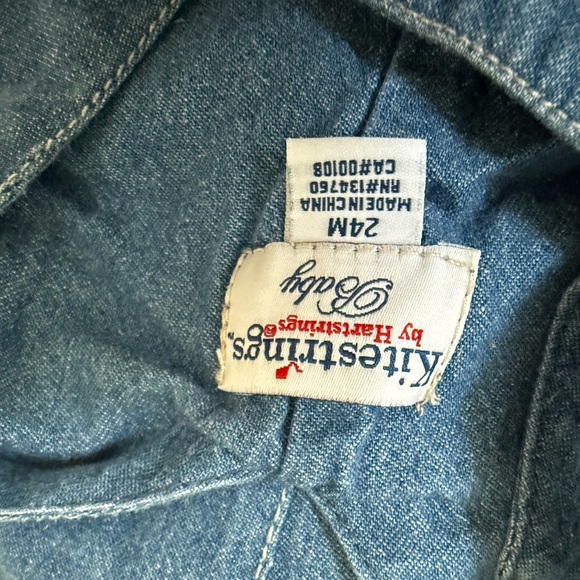 Kitestrings®
by Hartstrings®
Baby
24M
MADE IN CHINA
RN#134760
CA#00108